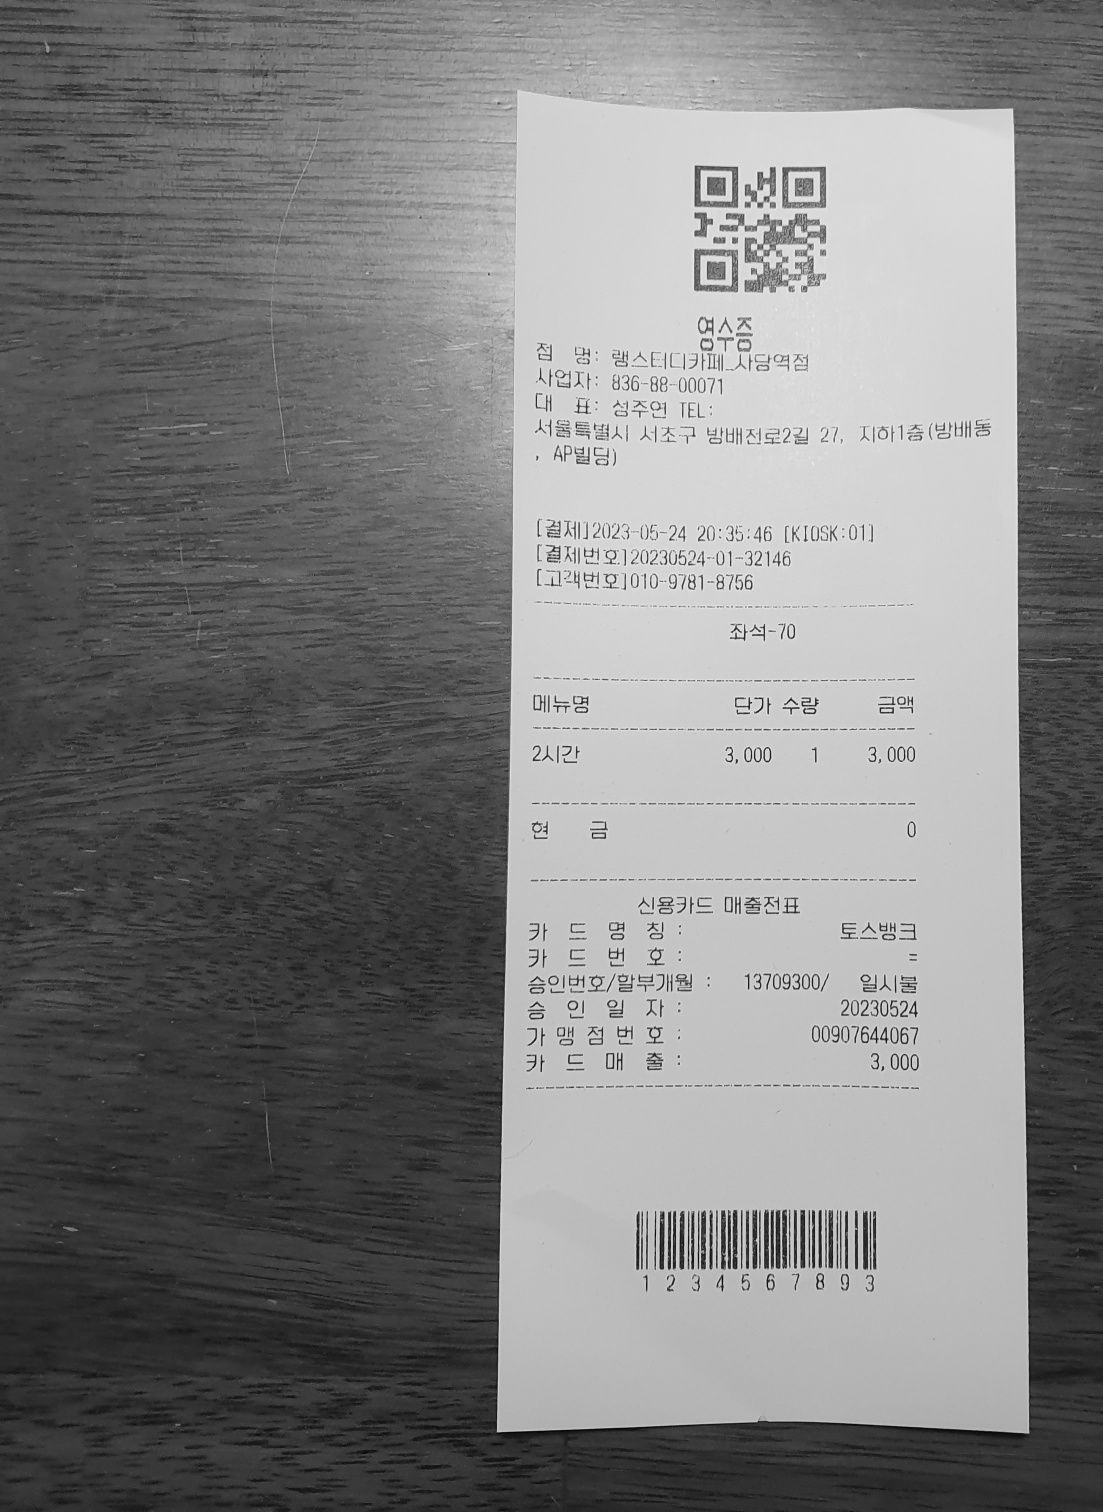 영수증
점 명: 랭스터디카페_사당역점
사업자: 836-88-00071
대 표: 성주연 TEL:
서울특별시 서초구 방배천로2길 27, 지하1층(방배동
, AP빌딩)
[결제]2023-05-24 20:35:46 [KIOSK:01]
[결제번호]20230524-01-32146
[고객번호]010-9781-8756
좌석-70
메뉴명 단가 수량 금액
2시간 3,000 1 3,000
현 금 0
신용카드 매출전표
카 드 명 칭 : 토스뱅크
카 드 번 호 : =
승인번호/할부개월 : 13709300/ 일시불
승 인 일 자 : 20230524
가 맹 점 번 호 : 00907644067
카 드 매 출 : 3,000
1 2 3 4 5 6 7 8 9 3